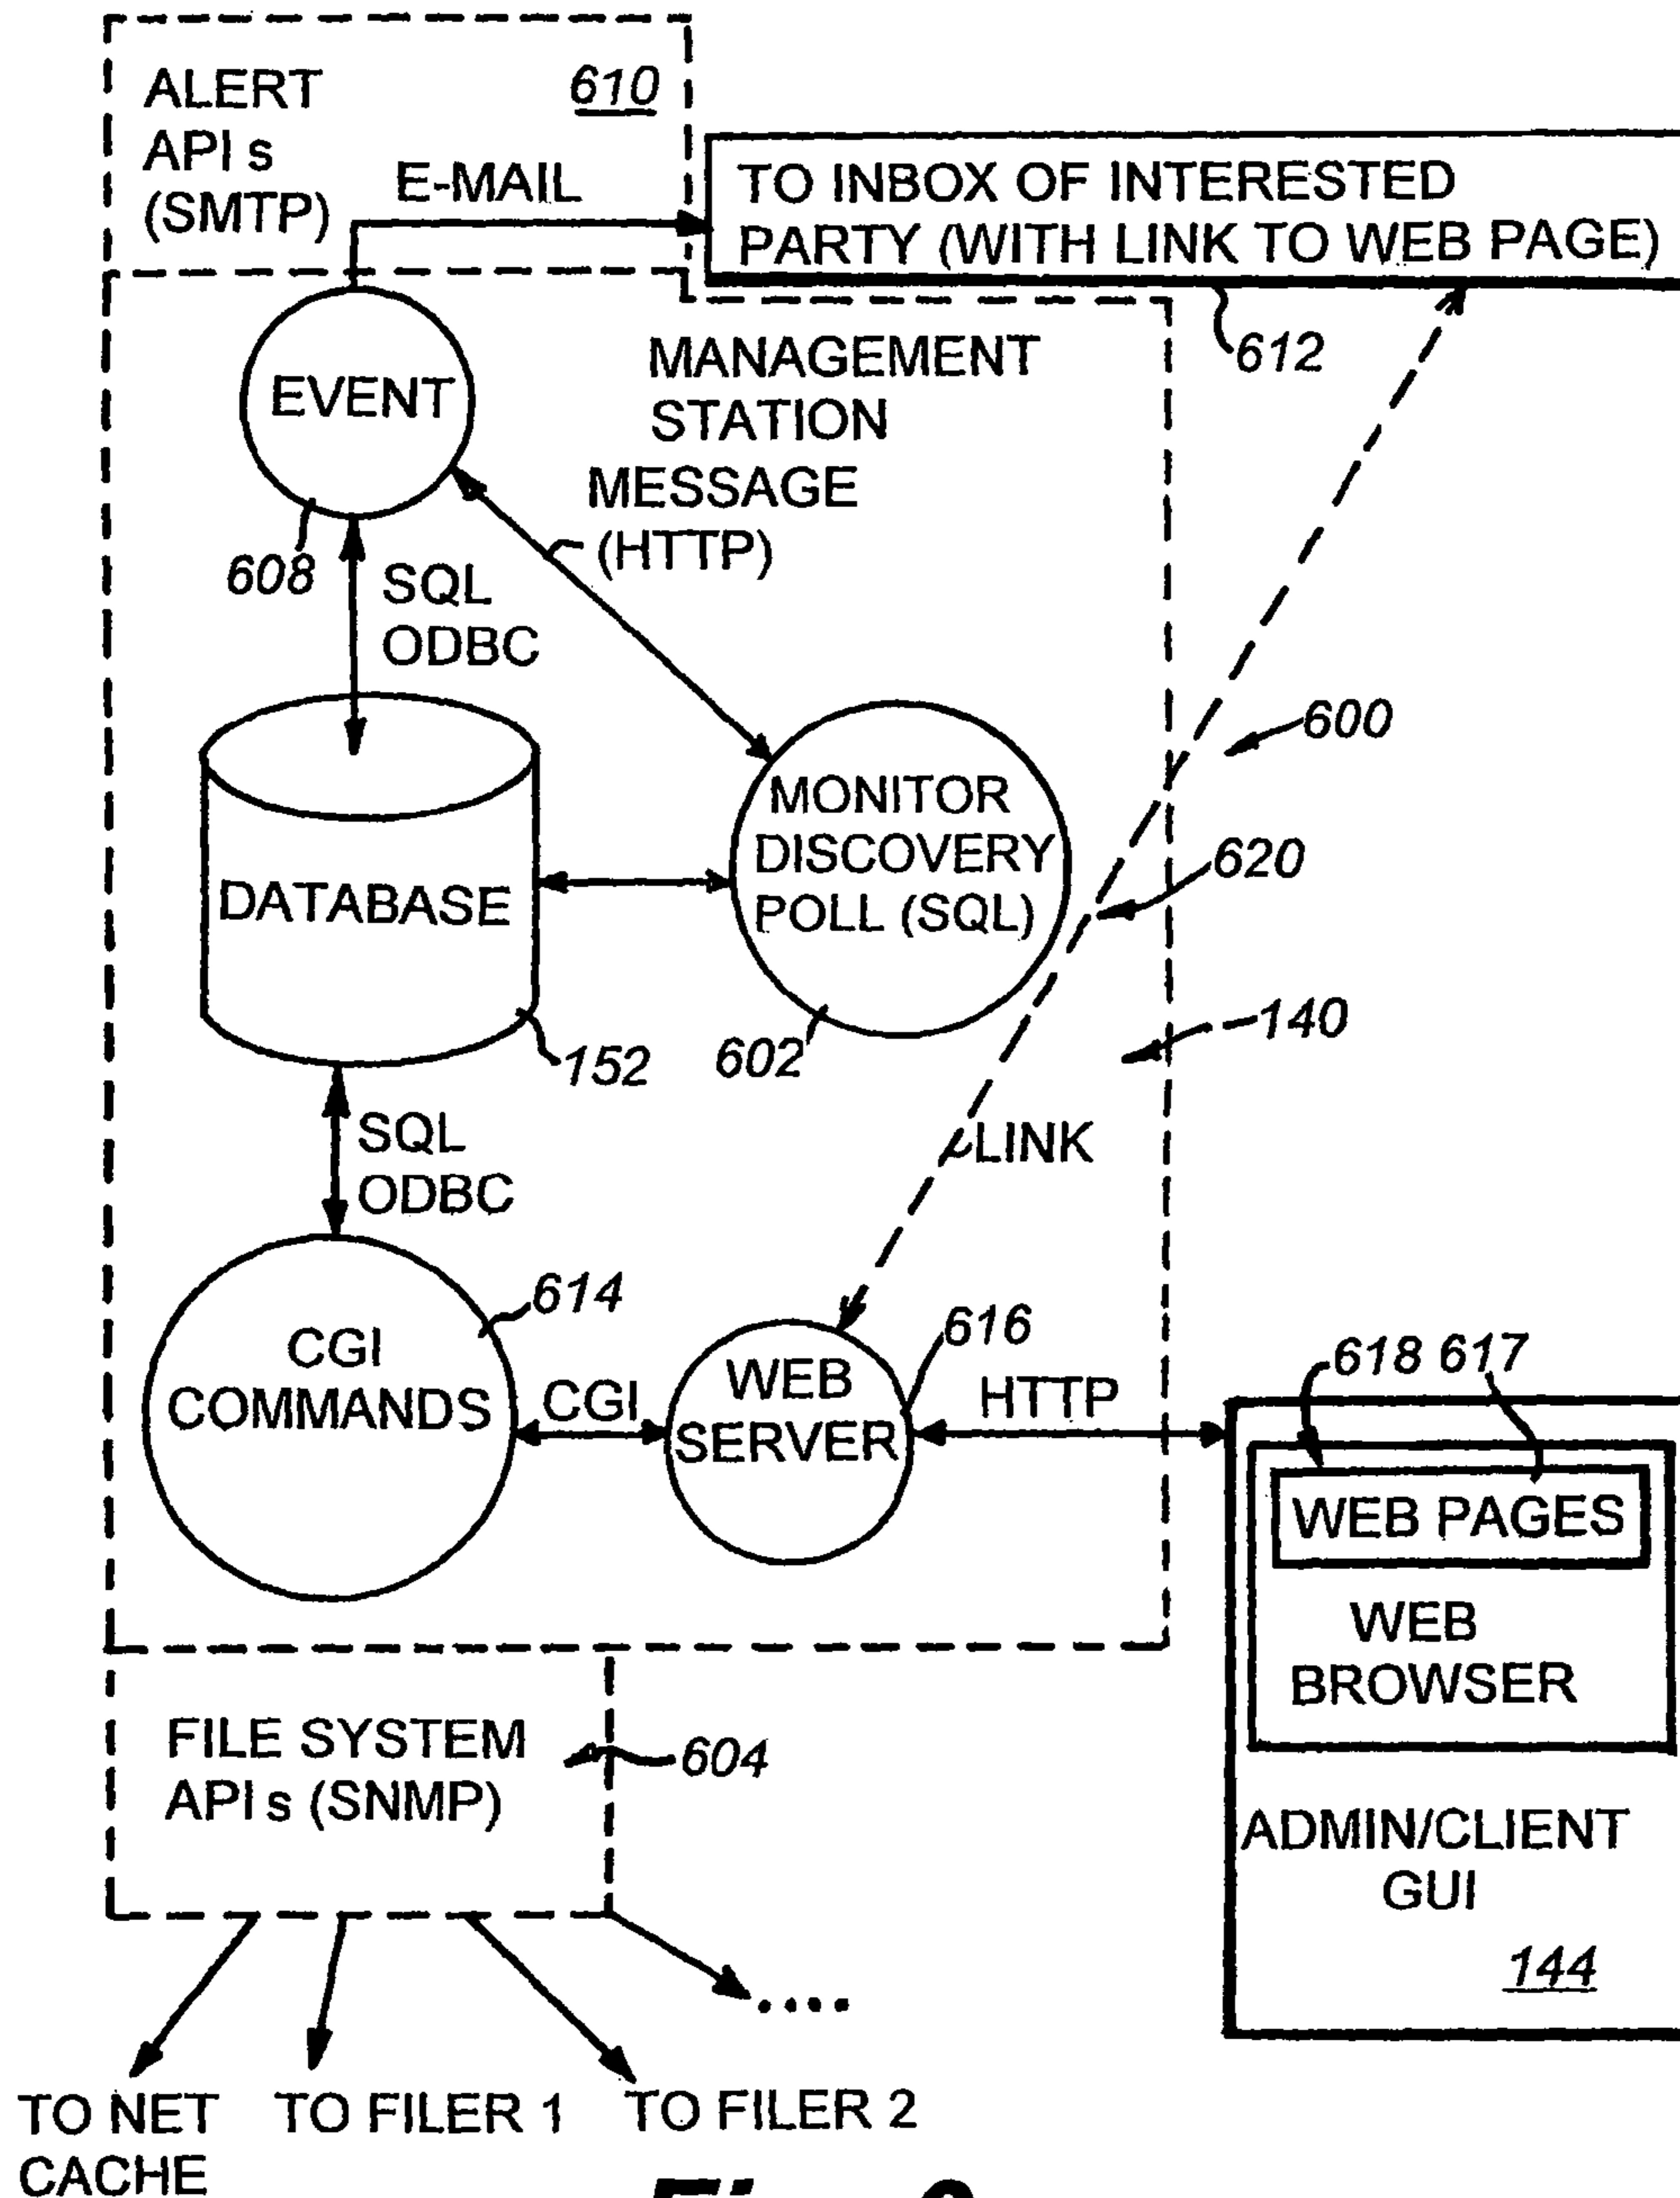 ALERT
API s
(SMTP)
610
E-MAIL
TO INBOX OF INTERESTED
PARTY (WITH LINK TO WEB PAGE)
612
EVENT
608
MANAGEMENT
STATION
MESSAGE
(HTTP)
SQL
ODBC
600
MONITOR
DISCOVERY
POLL (SQL)
620
DATABASE
602
140
152
SQL
ODBC
LINK
614
CGI
COMMANDS
CGI
WEB
SERVER
616
HTTP
618 617
WEB PAGES
WEB
BROWSER
ADMIN/CLIENT
GUI
144
FILE SYSTEM
API s (SNMP)
604
....
TO NET
CACHE
TO FILER 1
TO FILER 2